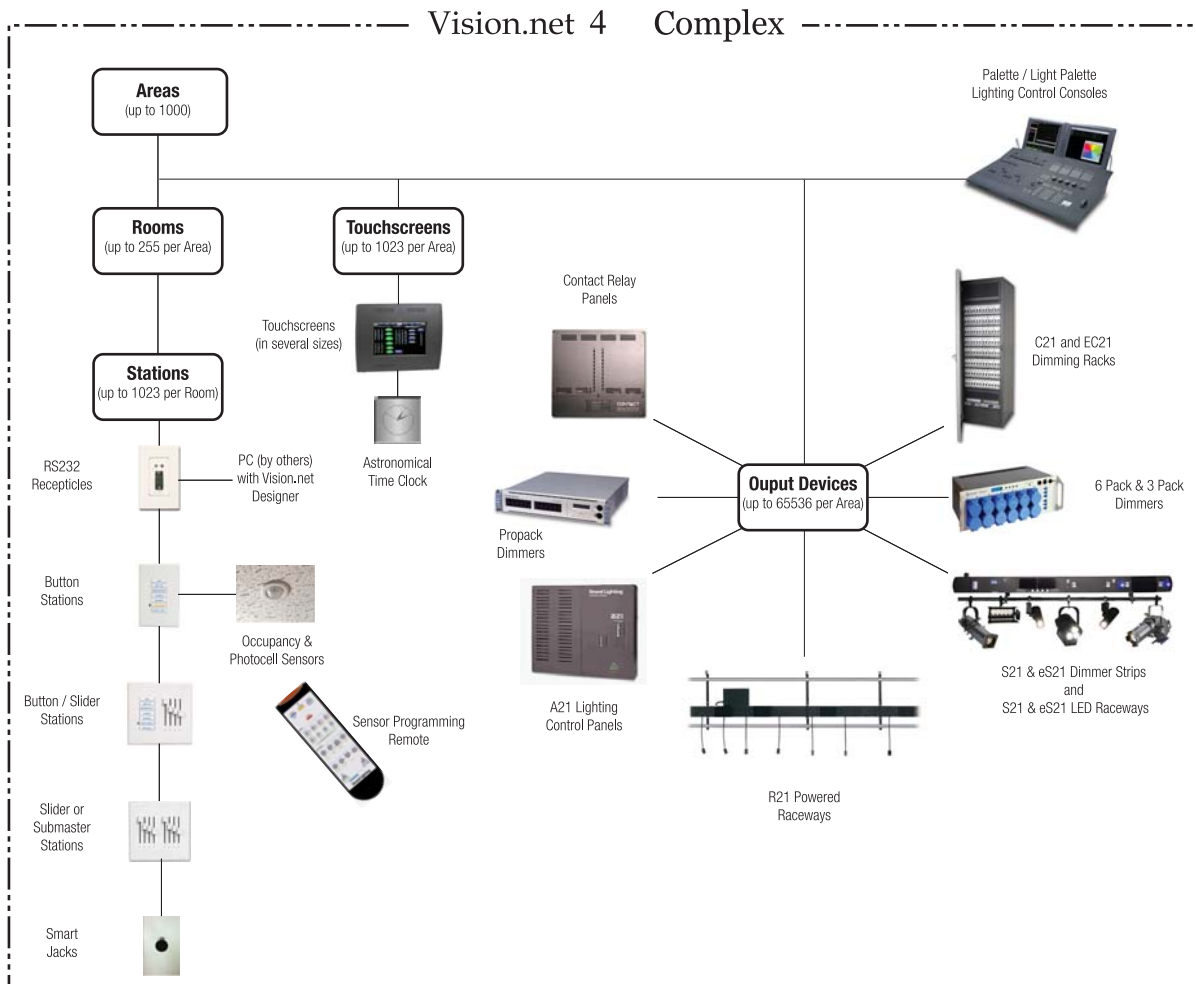 Vision.net 4 Complex
Areas
(up to 1000)
Palette / Light Palette
Lighting Control Consoles
Rooms
(up to 255 per Area)
Touchscreens
(up to 1023 per Area)
Contact Relay
Panels
Touchscreens
(in several sizes)
C21 and EC21
Dimming Racks
Stations
(up to 1023 per Room)
CONTACT
Astronomical
Time Clock
RS232
Recepticles
PC (by others)
with Vision.net
Designer
Ouput Devices
(up to 65536 per Area)
6 Pack & 3 Pack
Dimmers
Propack
Dimmers
Button
Stations
Strand Lighting
A21
Occupancy &
Photocell Sensors
S21 & eS21 Dimmer Strips
and
S21 & eS21 LED Raceways
Button / Slider
Stations
Sensor Programming
Remote
A21 Lighting
Control Panels
R21 Powered
Raceways
Slider or
Submaster
Stations
Smart
Jacks